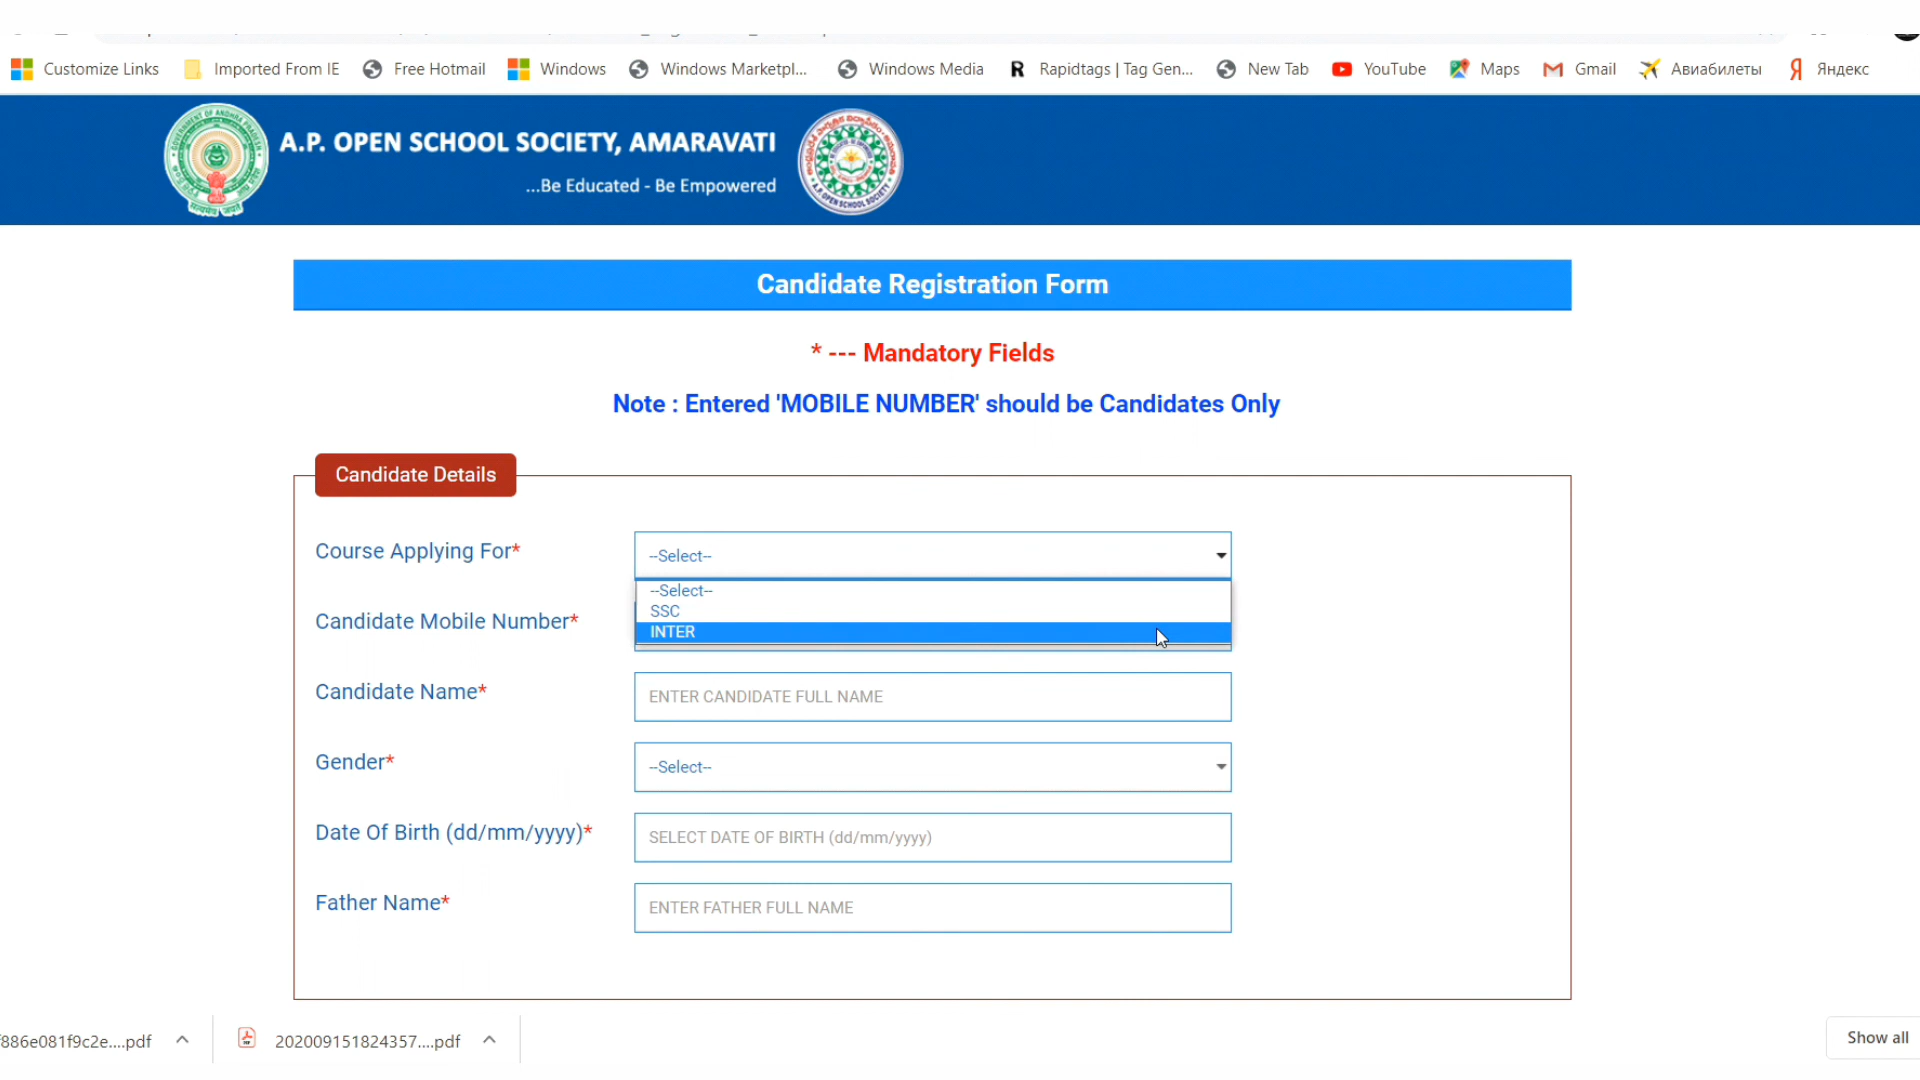 Customize Links
Imported From IE
Free Hotmail
Windows
Windows Marketpl...
Windows Media
Rapidtags | Tag Gen...
New Tab
YouTube
Maps
Gmail
Авиабилеты
Яндекс
A.P. OPEN SCHOOL SOCIETY, AMARAVATI
...Be Educated - Be Empowered
Candidate Registration Form
* --- Mandatory Fields
Note : Entered 'MOBILE NUMBER' should be Candidates Only
Candidate Details
Course Applying For*
--Select--
--Select--
SSC
INTER
Candidate Mobile Number*
Candidate Name*
ENTER CANDIDATE FULL NAME
Gender*
--Select--
Date Of Birth (dd/mm/yyyy)*
SELECT DATE OF BIRTH (dd/mm/yyyy)
Father Name*
ENTER FATHER FULL NAME
f886e081f9c2e....pdf
202009151824357....pdf
Show all